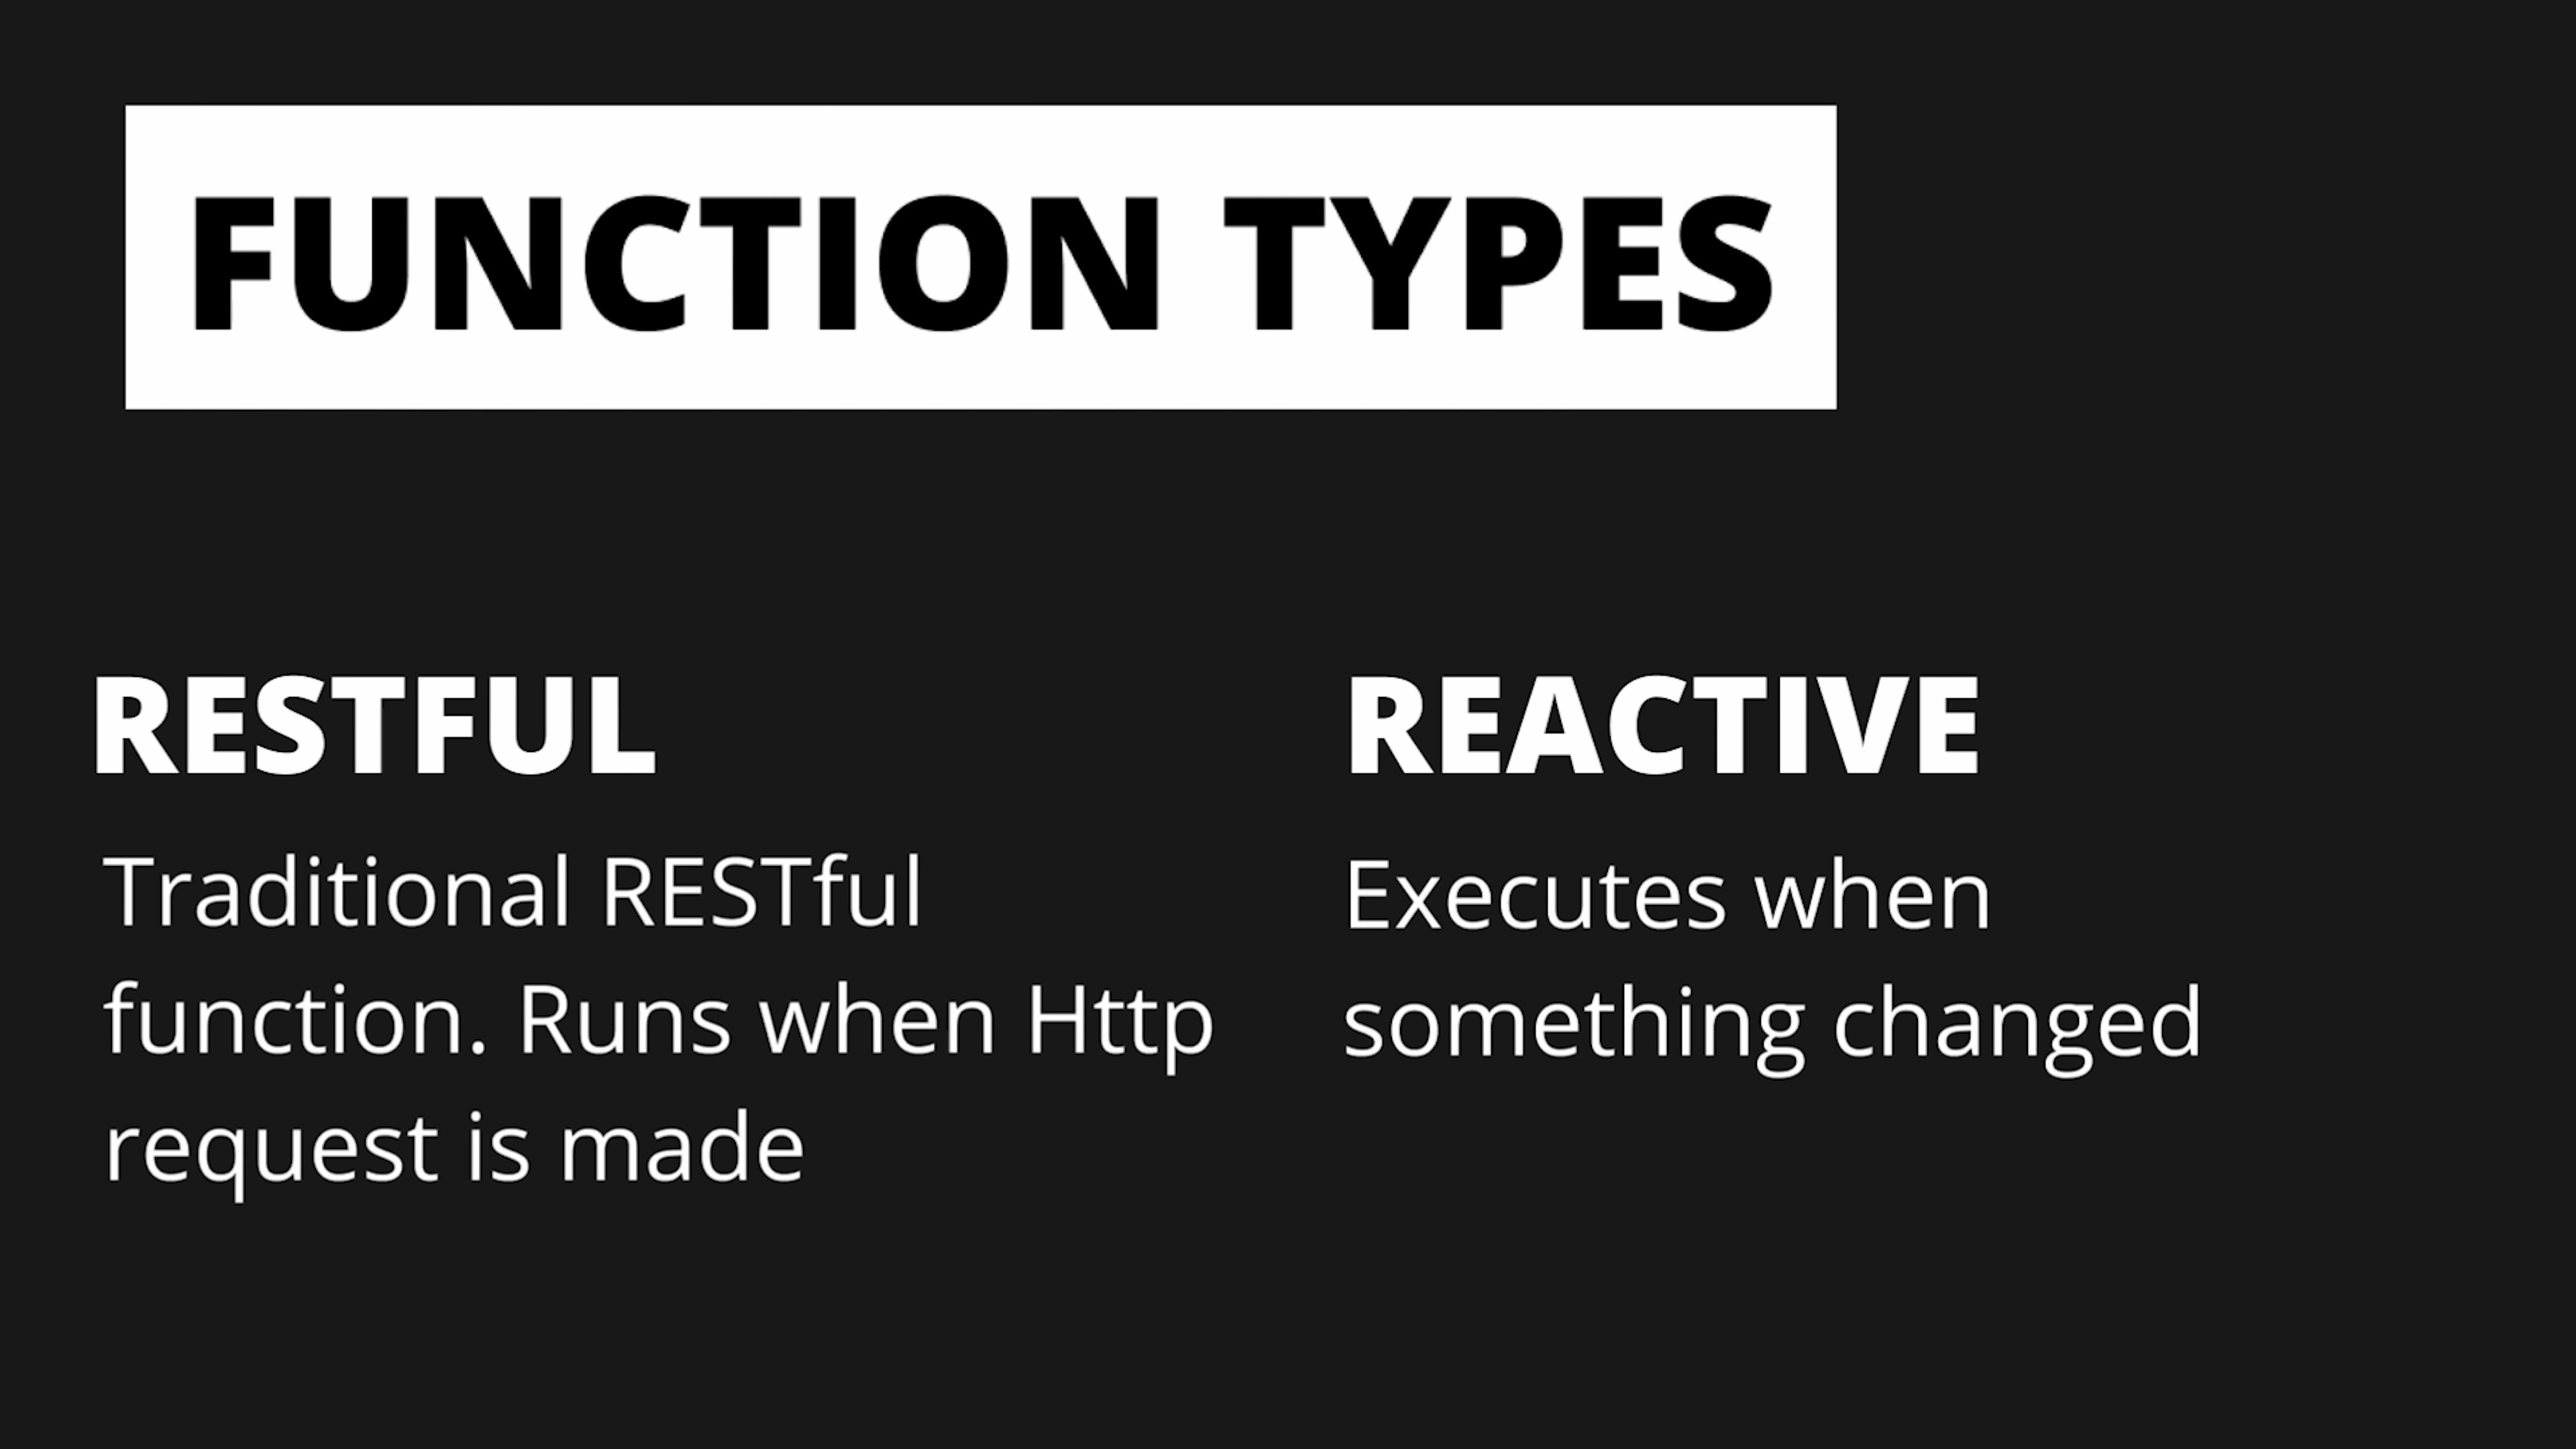 FUNCTION TYPES
RESTFUL
Traditional RESTful
function. Runs when Http
request is made
REACTIVE
Executes when
something changed